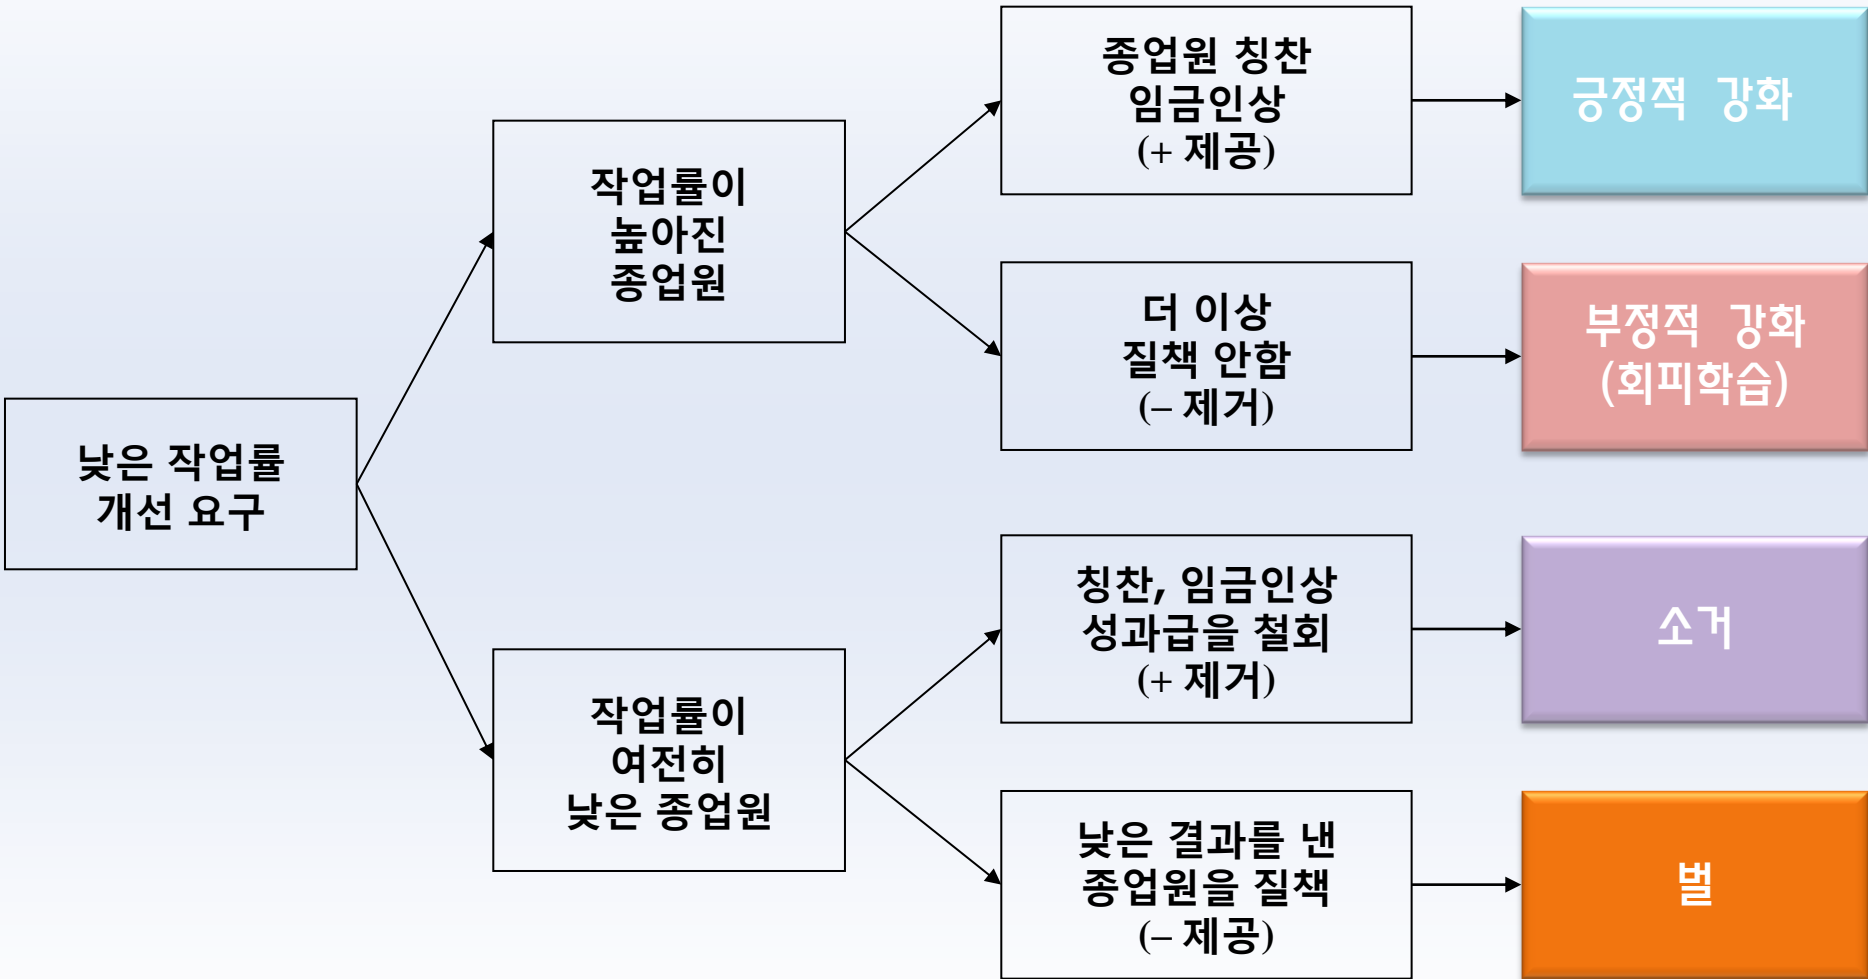 낮은 작업률
개선 요구
작업률이
높아진
종업원
작업률이
여전히
낮은 종업원
종업원 칭찬
임금인상
(+ 제공)
더 이상
질책 안함
(– 제거)
칭찬, 임금인상
성과급을 철회
(+ 제거)
낮은 결과를 낸
종업원을 질책
(– 제공)
긍정적 강화
부정적 강화
(회피학습)
소거
벌